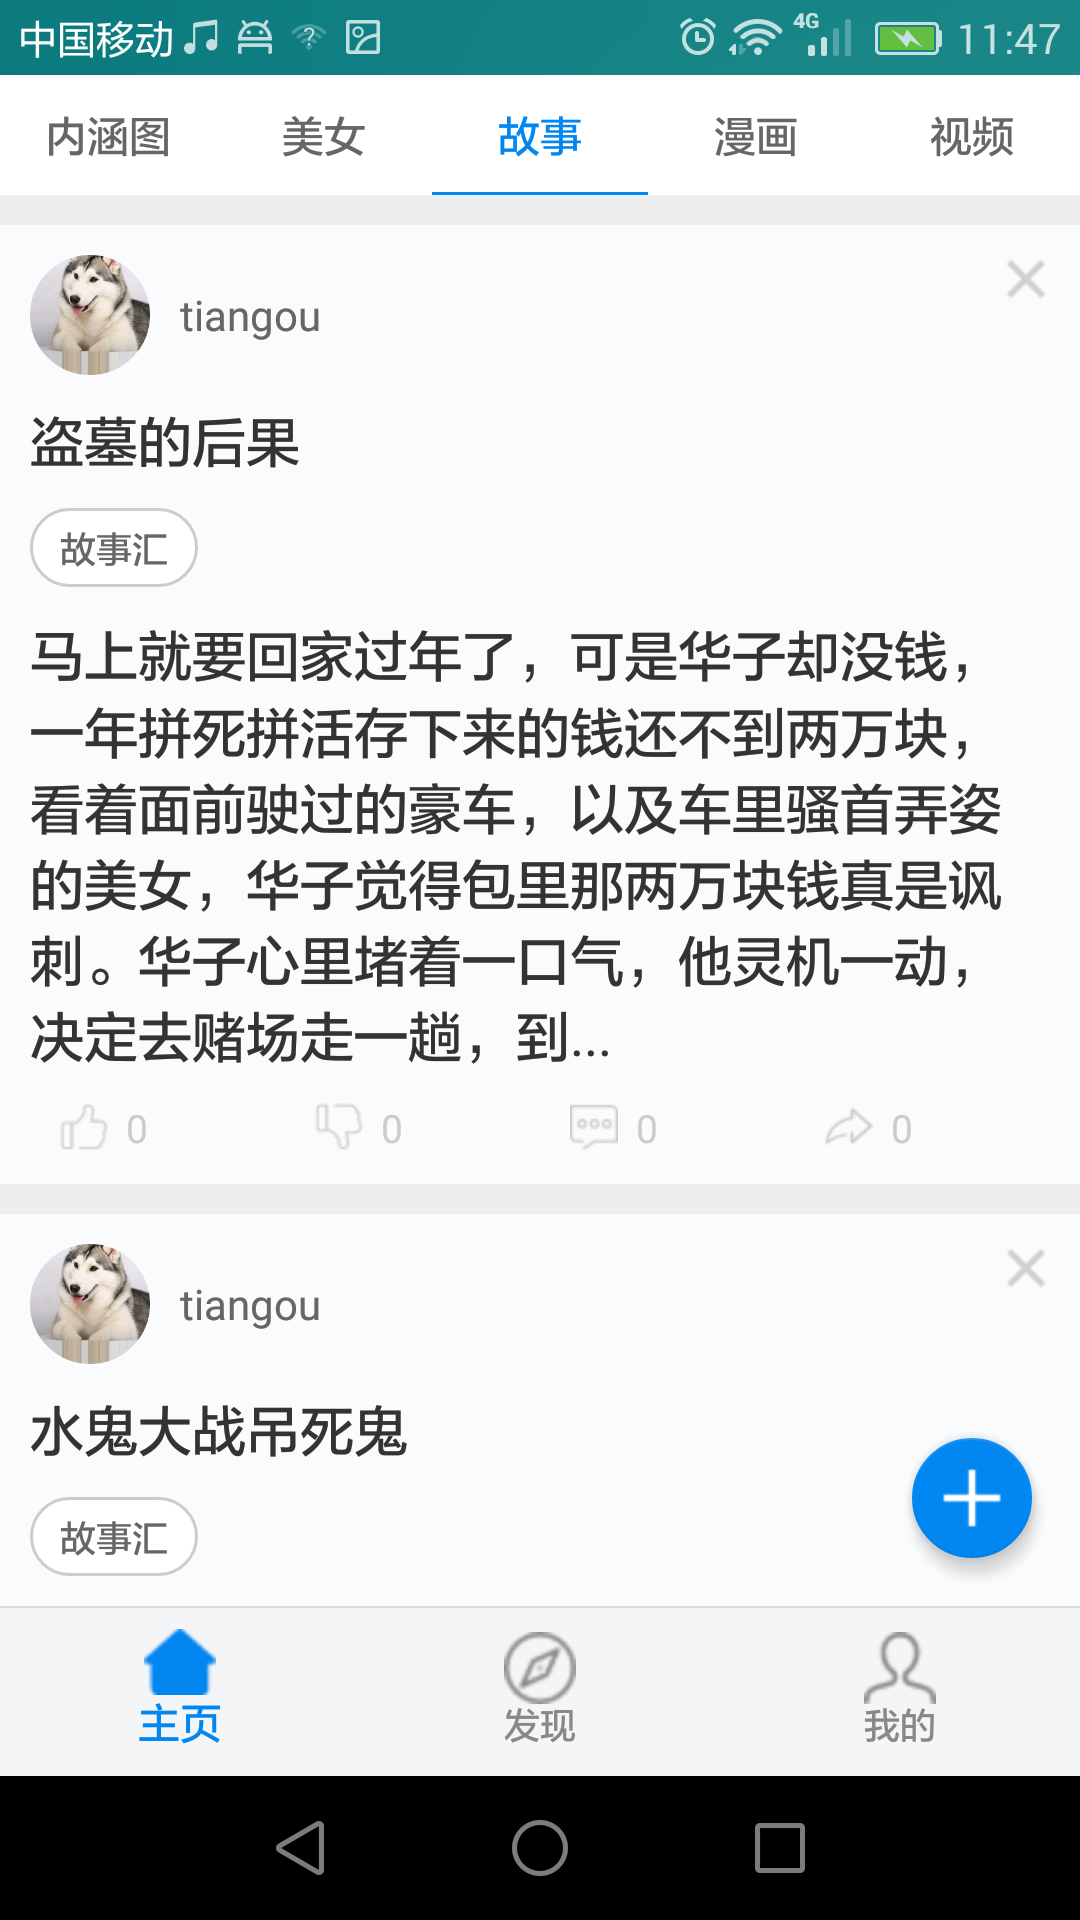 中国移动 4G 11:47
内涵图 美女 故事 漫画 视频
tiangou
盗墓的后果
故事汇
马上就要回家过年了，可是华子却没钱，
一年拼死拼活存下来的钱还不到两万块，
看着面前驶过的豪车，以及车里骚首弄姿
的美女，华子觉得包里那两万块钱真是讽
刺。华子心里堵着一口气，他灵机一动，
决定去赌场走一趟，到...
0 0 0 0
tiangou
水鬼大战吊死鬼
故事汇
主页 发现 我的